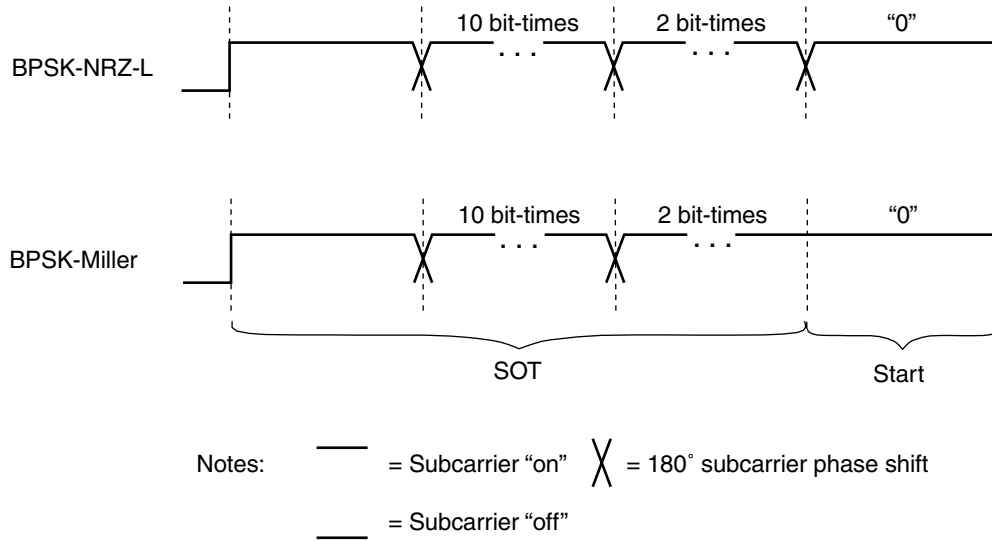 10 bit-times 2 bit-times “0”
BPSK-NRZ-L
. . . . . .
10 bit-times 2 bit-times “0”
BPSK-Miller
. . . . . .
SOT Start
Notes: = Subcarrier “on” = 180˚ subcarrier phase shift
= Subcarrier “off”